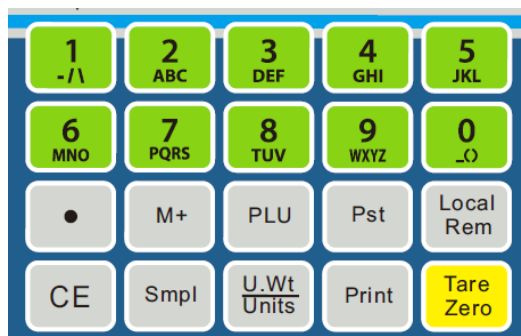 1 2 3 4 5
-/\ ABC DEF GHI JKL
6 7 8 9 0
MNO PQRS TUV WXYZ _()
● M+ PLU Pst Local
Rem
CE Smpl U.Wt Print Tare
Units Zero